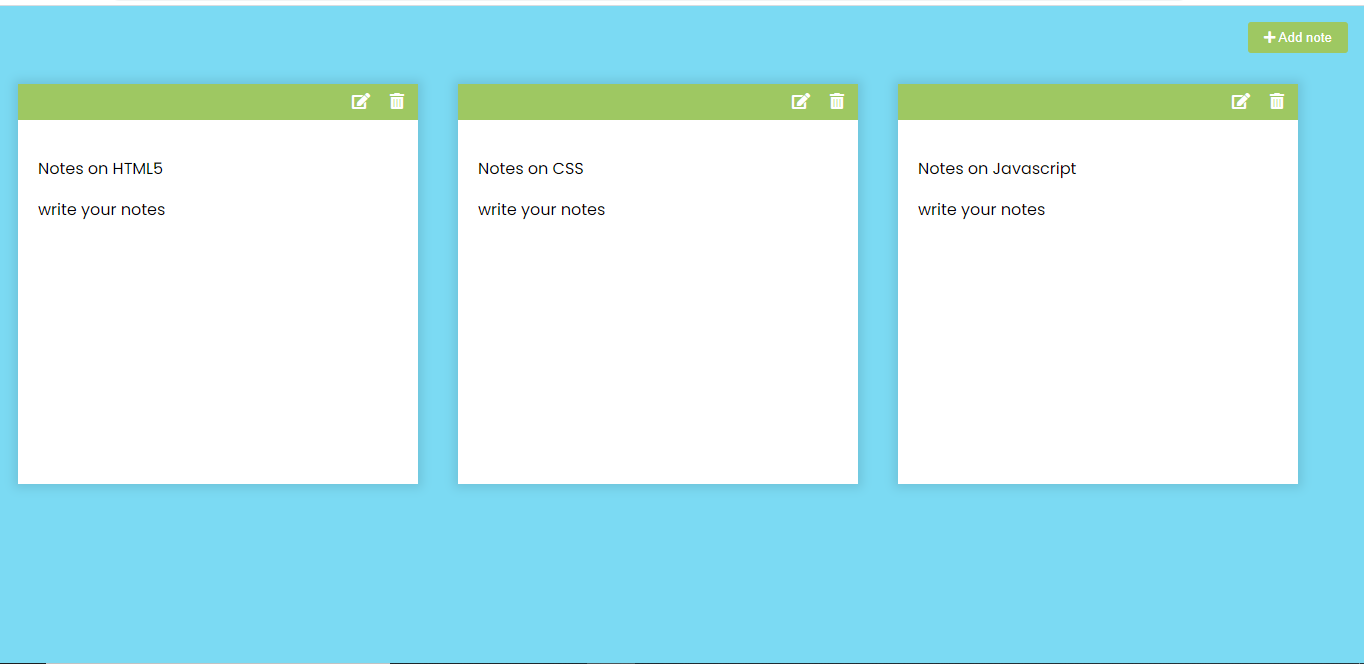 Add note
Notes on HTML5
write your notes
Notes on CSS
write your notes
Notes on Javascript
write your notes